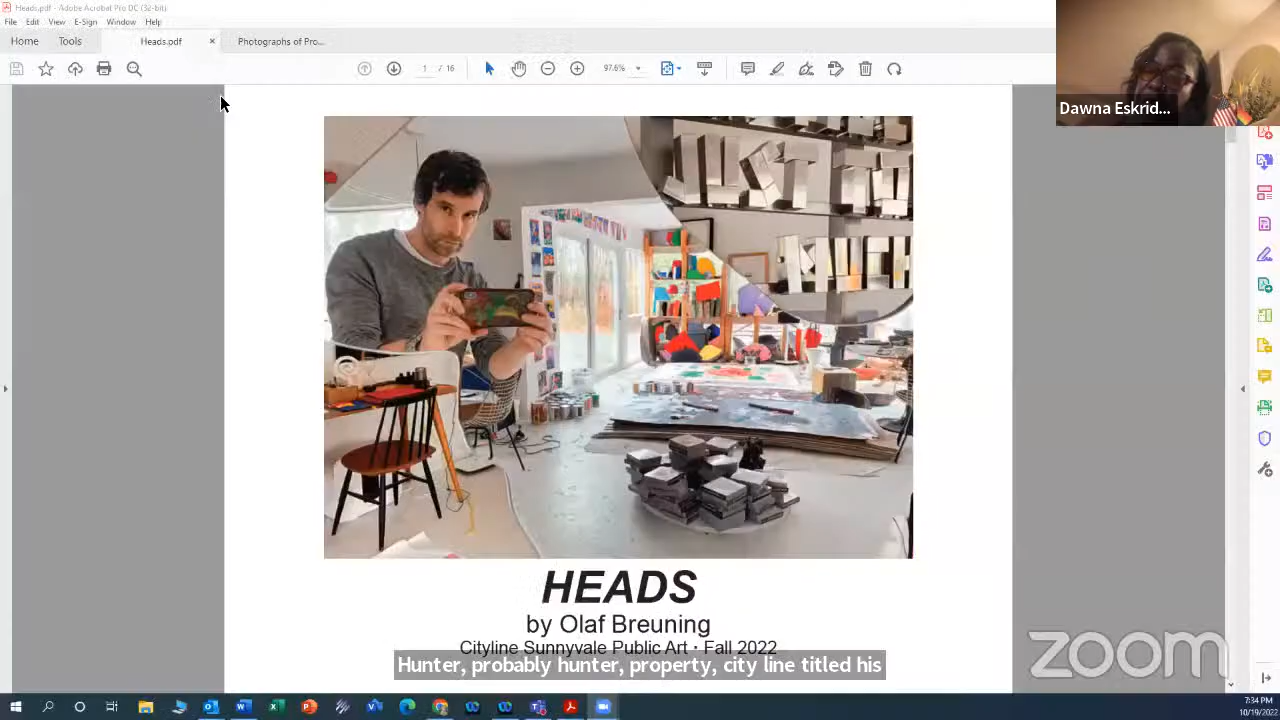 Heads.pdf - Adobe Acrobat Pro DC (32-bit)
File Edit View E-Sign Window Help
Home Tools Heads.pdf × Photographs of Pro...
1 / 16 97.6%
Dawna Eskrid...
HEADS
by Olaf Breuning
Cityline Sunnyvale Public Art · Fall 2022
Hunter, probably hunter, property, city line titled his
zoom
7:34 PM
10/19/2022